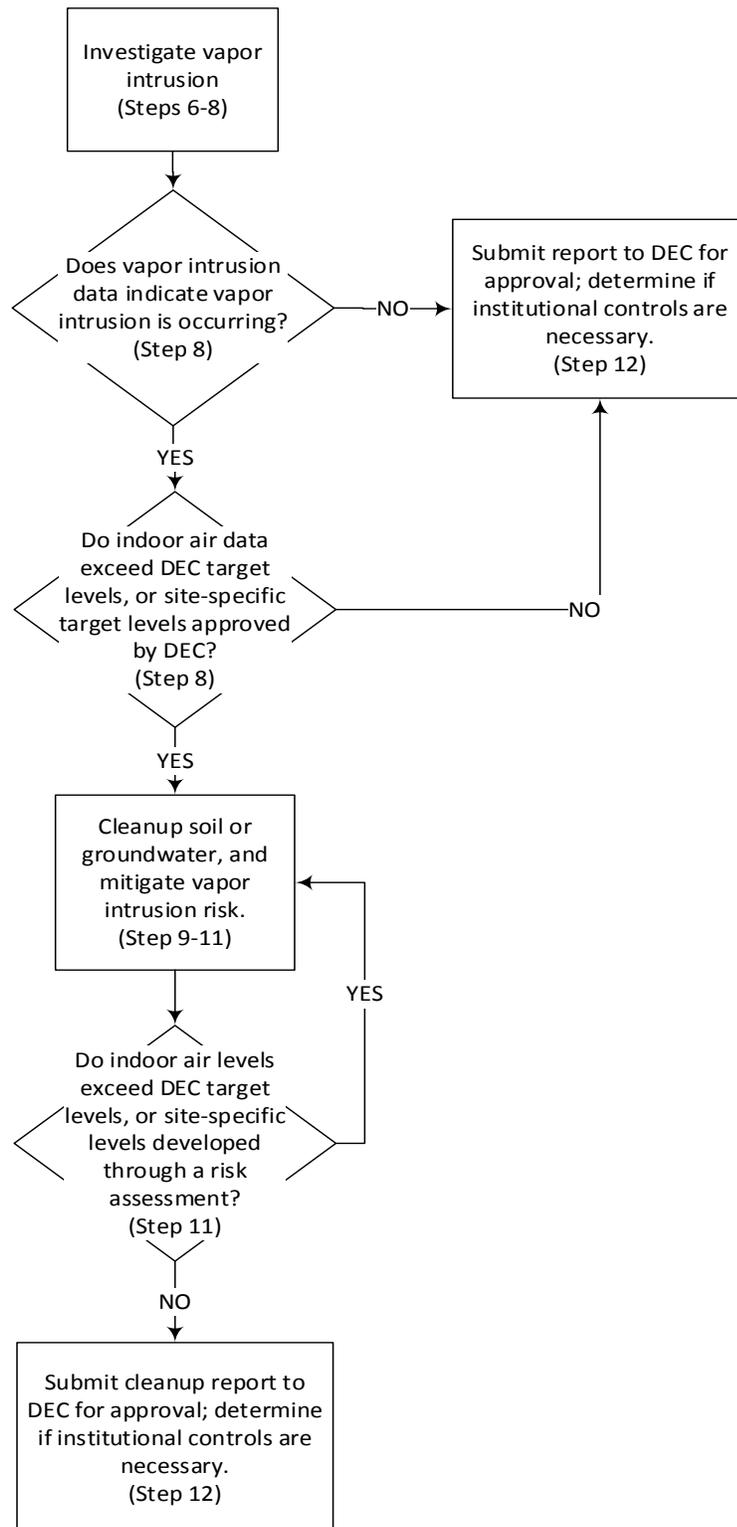 Investigate vapor
intrusion
(Steps 6-8)
Does vapor intrusion
data indicate vapor
intrusion is occurring?
(Step 8)
NO
Submit report to DEC for
approval; determine if
institutional controls are
necessary.
(Step 12)
YES
Do indoor air data
exceed DEC target
levels, or site-specific
target levels approved
by DEC?
(Step 8)
NO
YES
Cleanup soil or
groundwater, and
mitigate vapor
intrusion risk.
(Step 9-11)
YES
Do indoor air levels
exceed DEC target
levels, or site-specific
levels developed
through a risk
assessment?
(Step 11)
NO
Submit cleanup report to
DEC for approval; determine
if institutional controls are
necessary.
(Step 12)